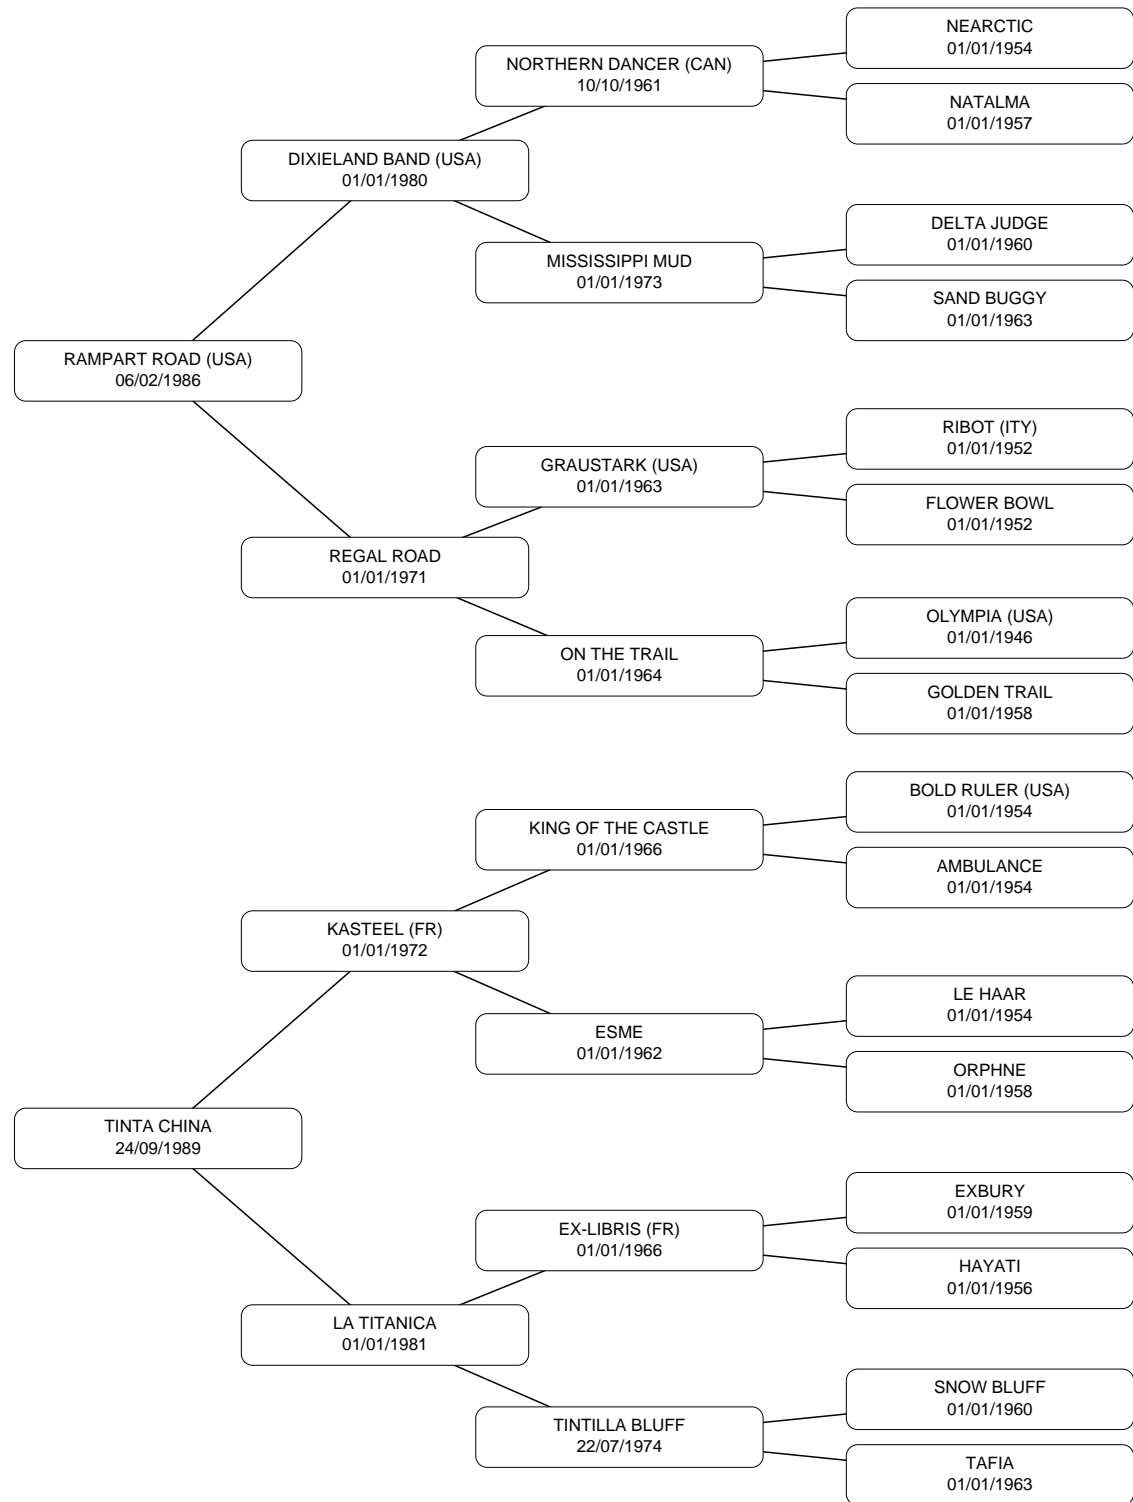 NEARCTIC
01/01/1954
NORTHERN DANCER (CAN)
10/10/1961
NATALMA
01/01/1957
DIXIELAND BAND (USA)
01/01/1980
DELTA JUDGE
01/01/1960
MISSISSIPPI MUD
01/01/1973
SAND BUGGY
01/01/1963
RAMPART ROAD (USA)
06/02/1986
RIBOT (ITY)
01/01/1952
GRAUSTARK (USA)
01/01/1963
FLOWER BOWL
01/01/1952
REGAL ROAD
01/01/1971
OLYMPIA (USA)
01/01/1946
ON THE TRAIL
01/01/1964
GOLDEN TRAIL
01/01/1958
BOLD RULER (USA)
01/01/1954
KING OF THE CASTLE
01/01/1966
AMBULANCE
01/01/1954
KASTEEL (FR)
01/01/1972
LE HAAR
01/01/1954
ESME
01/01/1962
ORPHNE
01/01/1958
TINTA CHINA
24/09/1989
EXBURY
01/01/1959
EX-LIBRIS (FR)
01/01/1966
HAYATI
01/01/1956
LA TITANICA
01/01/1981
SNOW BLUFF
01/01/1960
TINTILLA BLUFF
22/07/1974
TAFIA
01/01/1963